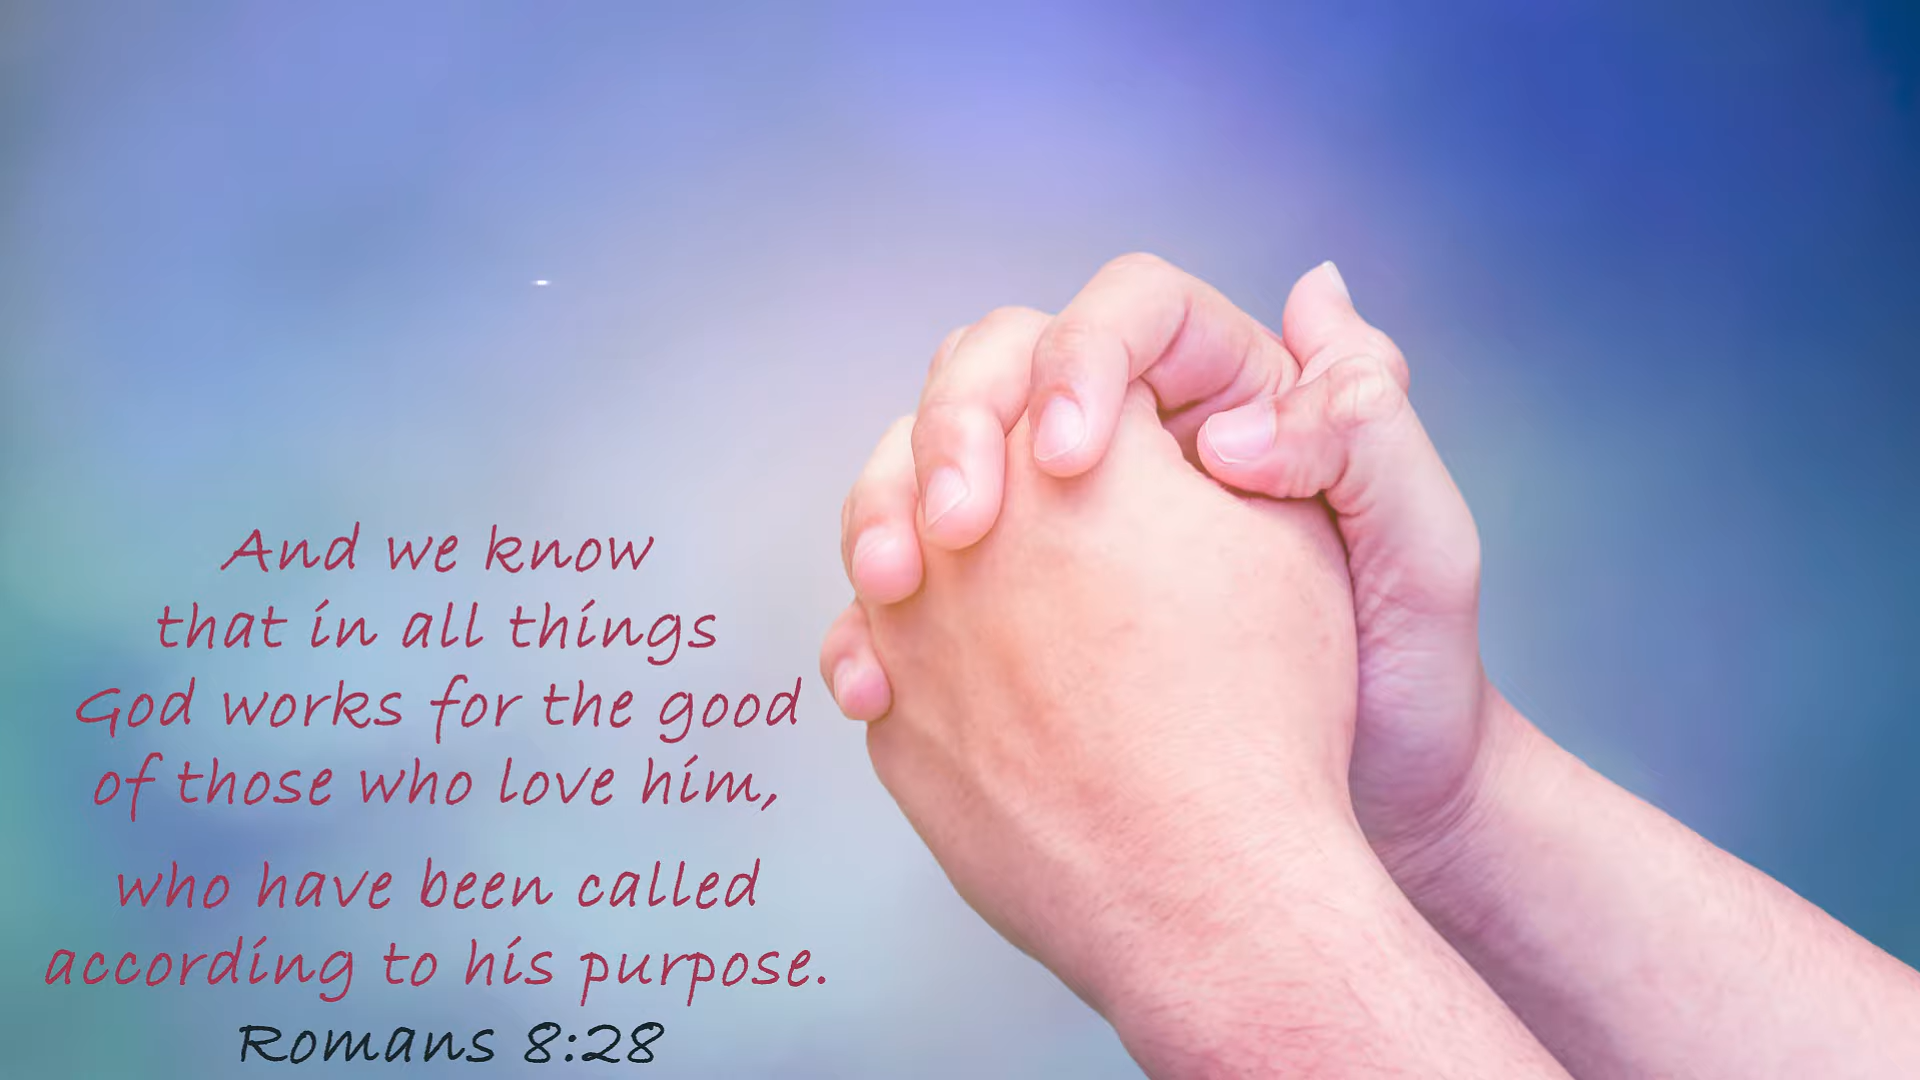 And we know
that in all things
God works for the good
of those who love him,
who have been called
according to his purpose.
Romans 8:28